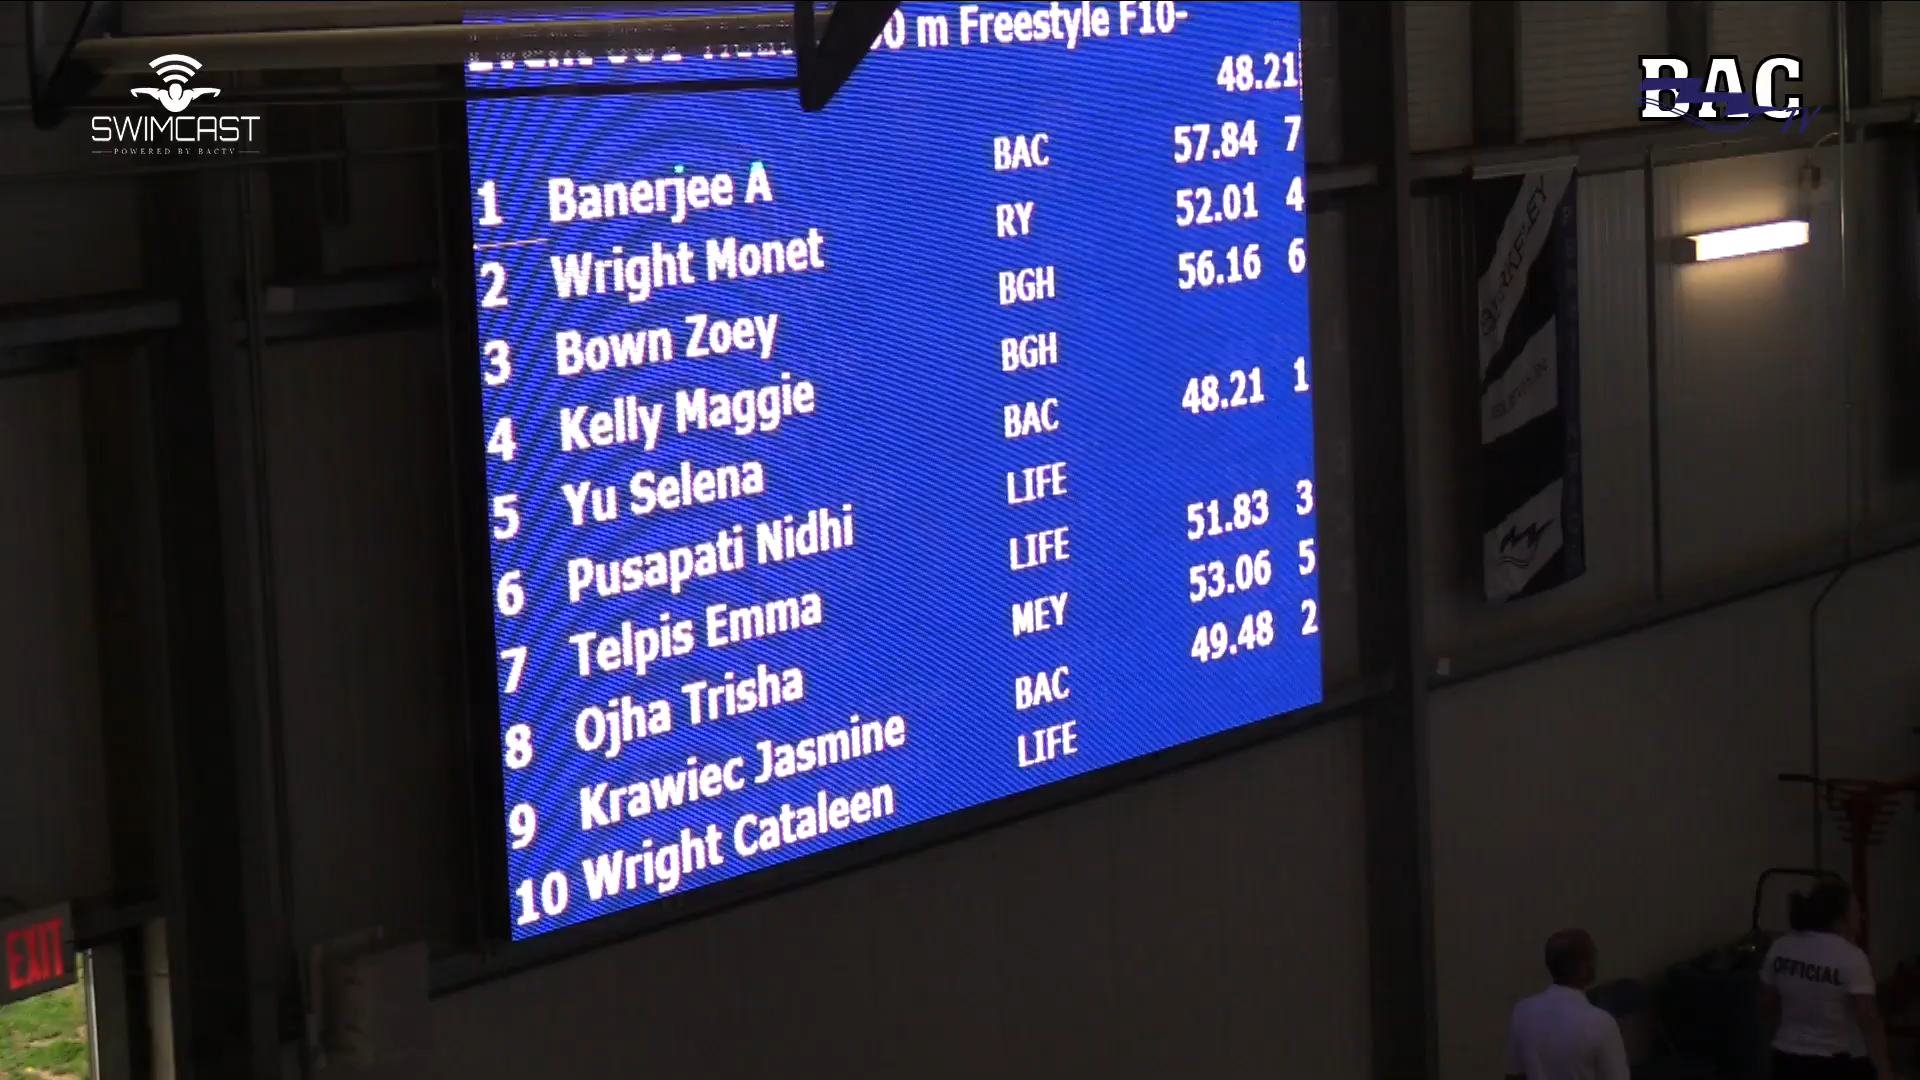 SWIMCAST
POWERED BY BACTV
BAC
TV
m Freestyle F10-
48.21
1 Banerjee A BAC 57.84 7
2 Wright Monet RY 52.01 4
3 Bown Zoey BGH 56.16 6
4 Kelly Maggie BGH
5 Yu Selena BAC 48.21 1
6 Pusapati Nidhi LIFE
7 Telpis Emma LIFE 51.83 3
8 Ojha Trisha MEY 53.06 5
9 Krawiec Jasmine BAC 49.48 2
10 Wright Cataleen LIFE
EXIT
OFFICIAL